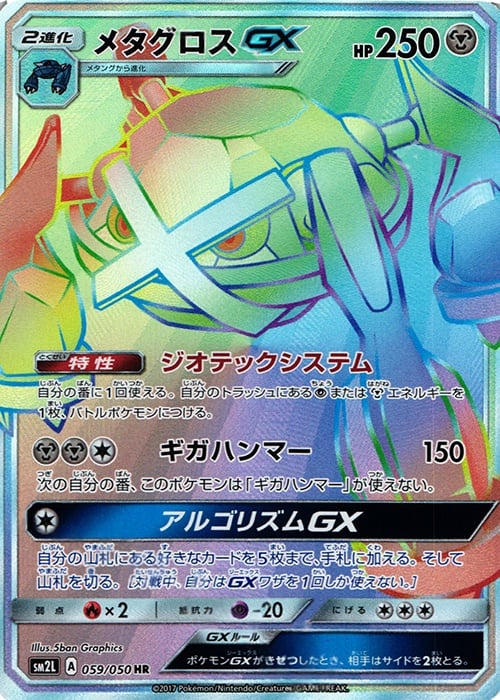 2進化 メタグロスGX HP250
メタングから進化
とくせい 特性 ジオテックシステム
自分の番に1回使える。自分のトラッシュにあるまたはエネルギーを
1枚、バトルポケモンにつける。
ギガハンマー 150
次の自分の番、このポケモンは「ギガハンマー」が使えない。
アルゴリズムGX
自分の山札にある好きなカードを5枚まで、手札に加える。そして
山札を切る。[対戦中、自分はGXワザを1回しか使えない。]
弱点 ×2 抵抗力 -20 にげる
GXルール
ポケモンGXがきぜつしたとき、相手はサイドを2枚とる。
Illus.5ban Graphics
SM2L A 059/050 HR
©2017 Pokémon/Nintendo/Creatures/GAME FREAK.